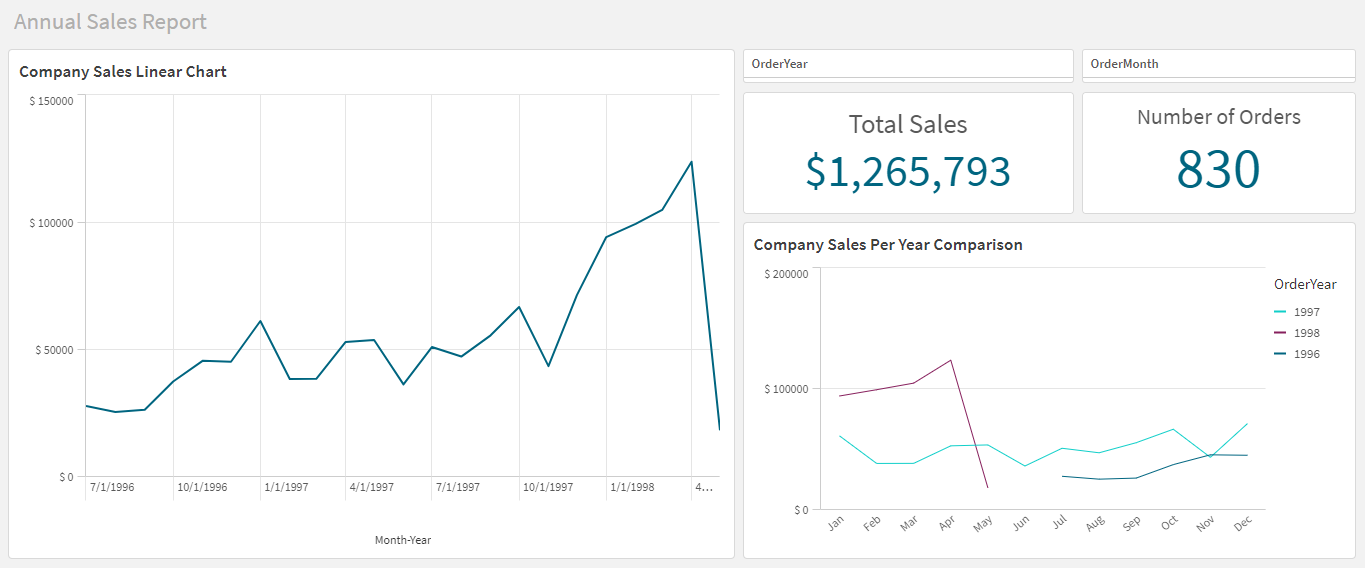 Annual Sales Report
Company Sales Linear Chart
$ 150000
$ 100000
$ 50000
$ 0
7/1/1996
10/1/1996
1/1/1997
4/1/1997
7/1/1997
10/1/1997
1/1/1998
4...
Month-Year
OrderYear
OrderMonth
Total Sales
$1,265,793
Number of Orders
830
Company Sales Per Year Comparison
$ 200000
$ 100000
$ 0
Jan
Feb
Mar
Apr
May
Jun
Jul
Aug
Sep
Oct
Nov
Dec
OrderYear
1997
1998
1996